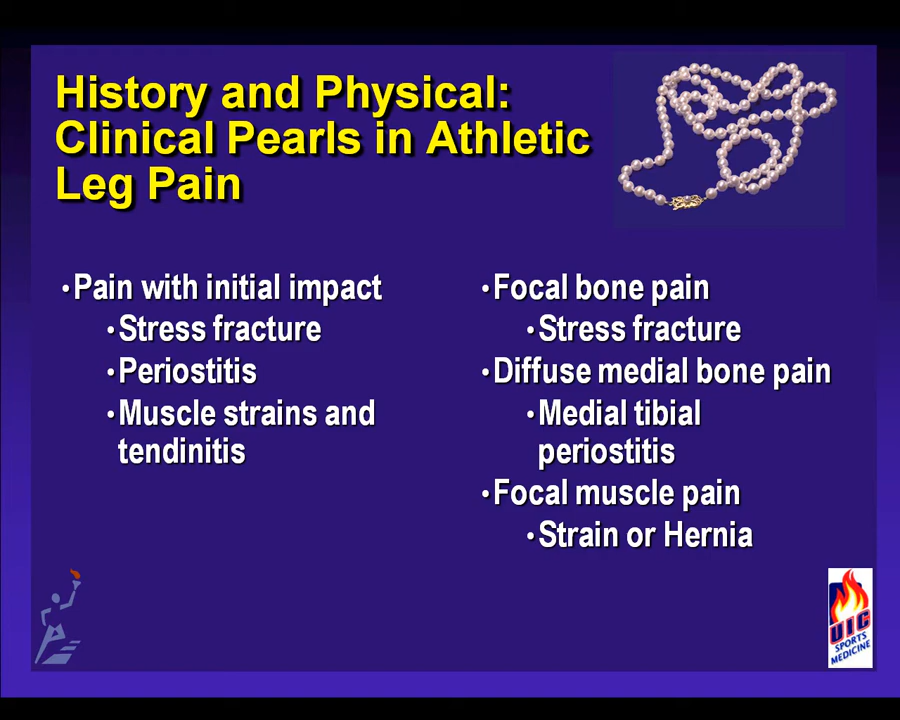 History and Physical:
Clinical Pearls in Athletic
Leg Pain
•Pain with initial impact
•Stress fracture
•Periostitis
•Muscle strains and
tendinitis
•Focal bone pain
•Stress fracture
•Diffuse medial bone pain
•Medial tibial
periostitis
•Focal muscle pain
•Strain or Hernia
UIC
SPORTS
MEDICINE